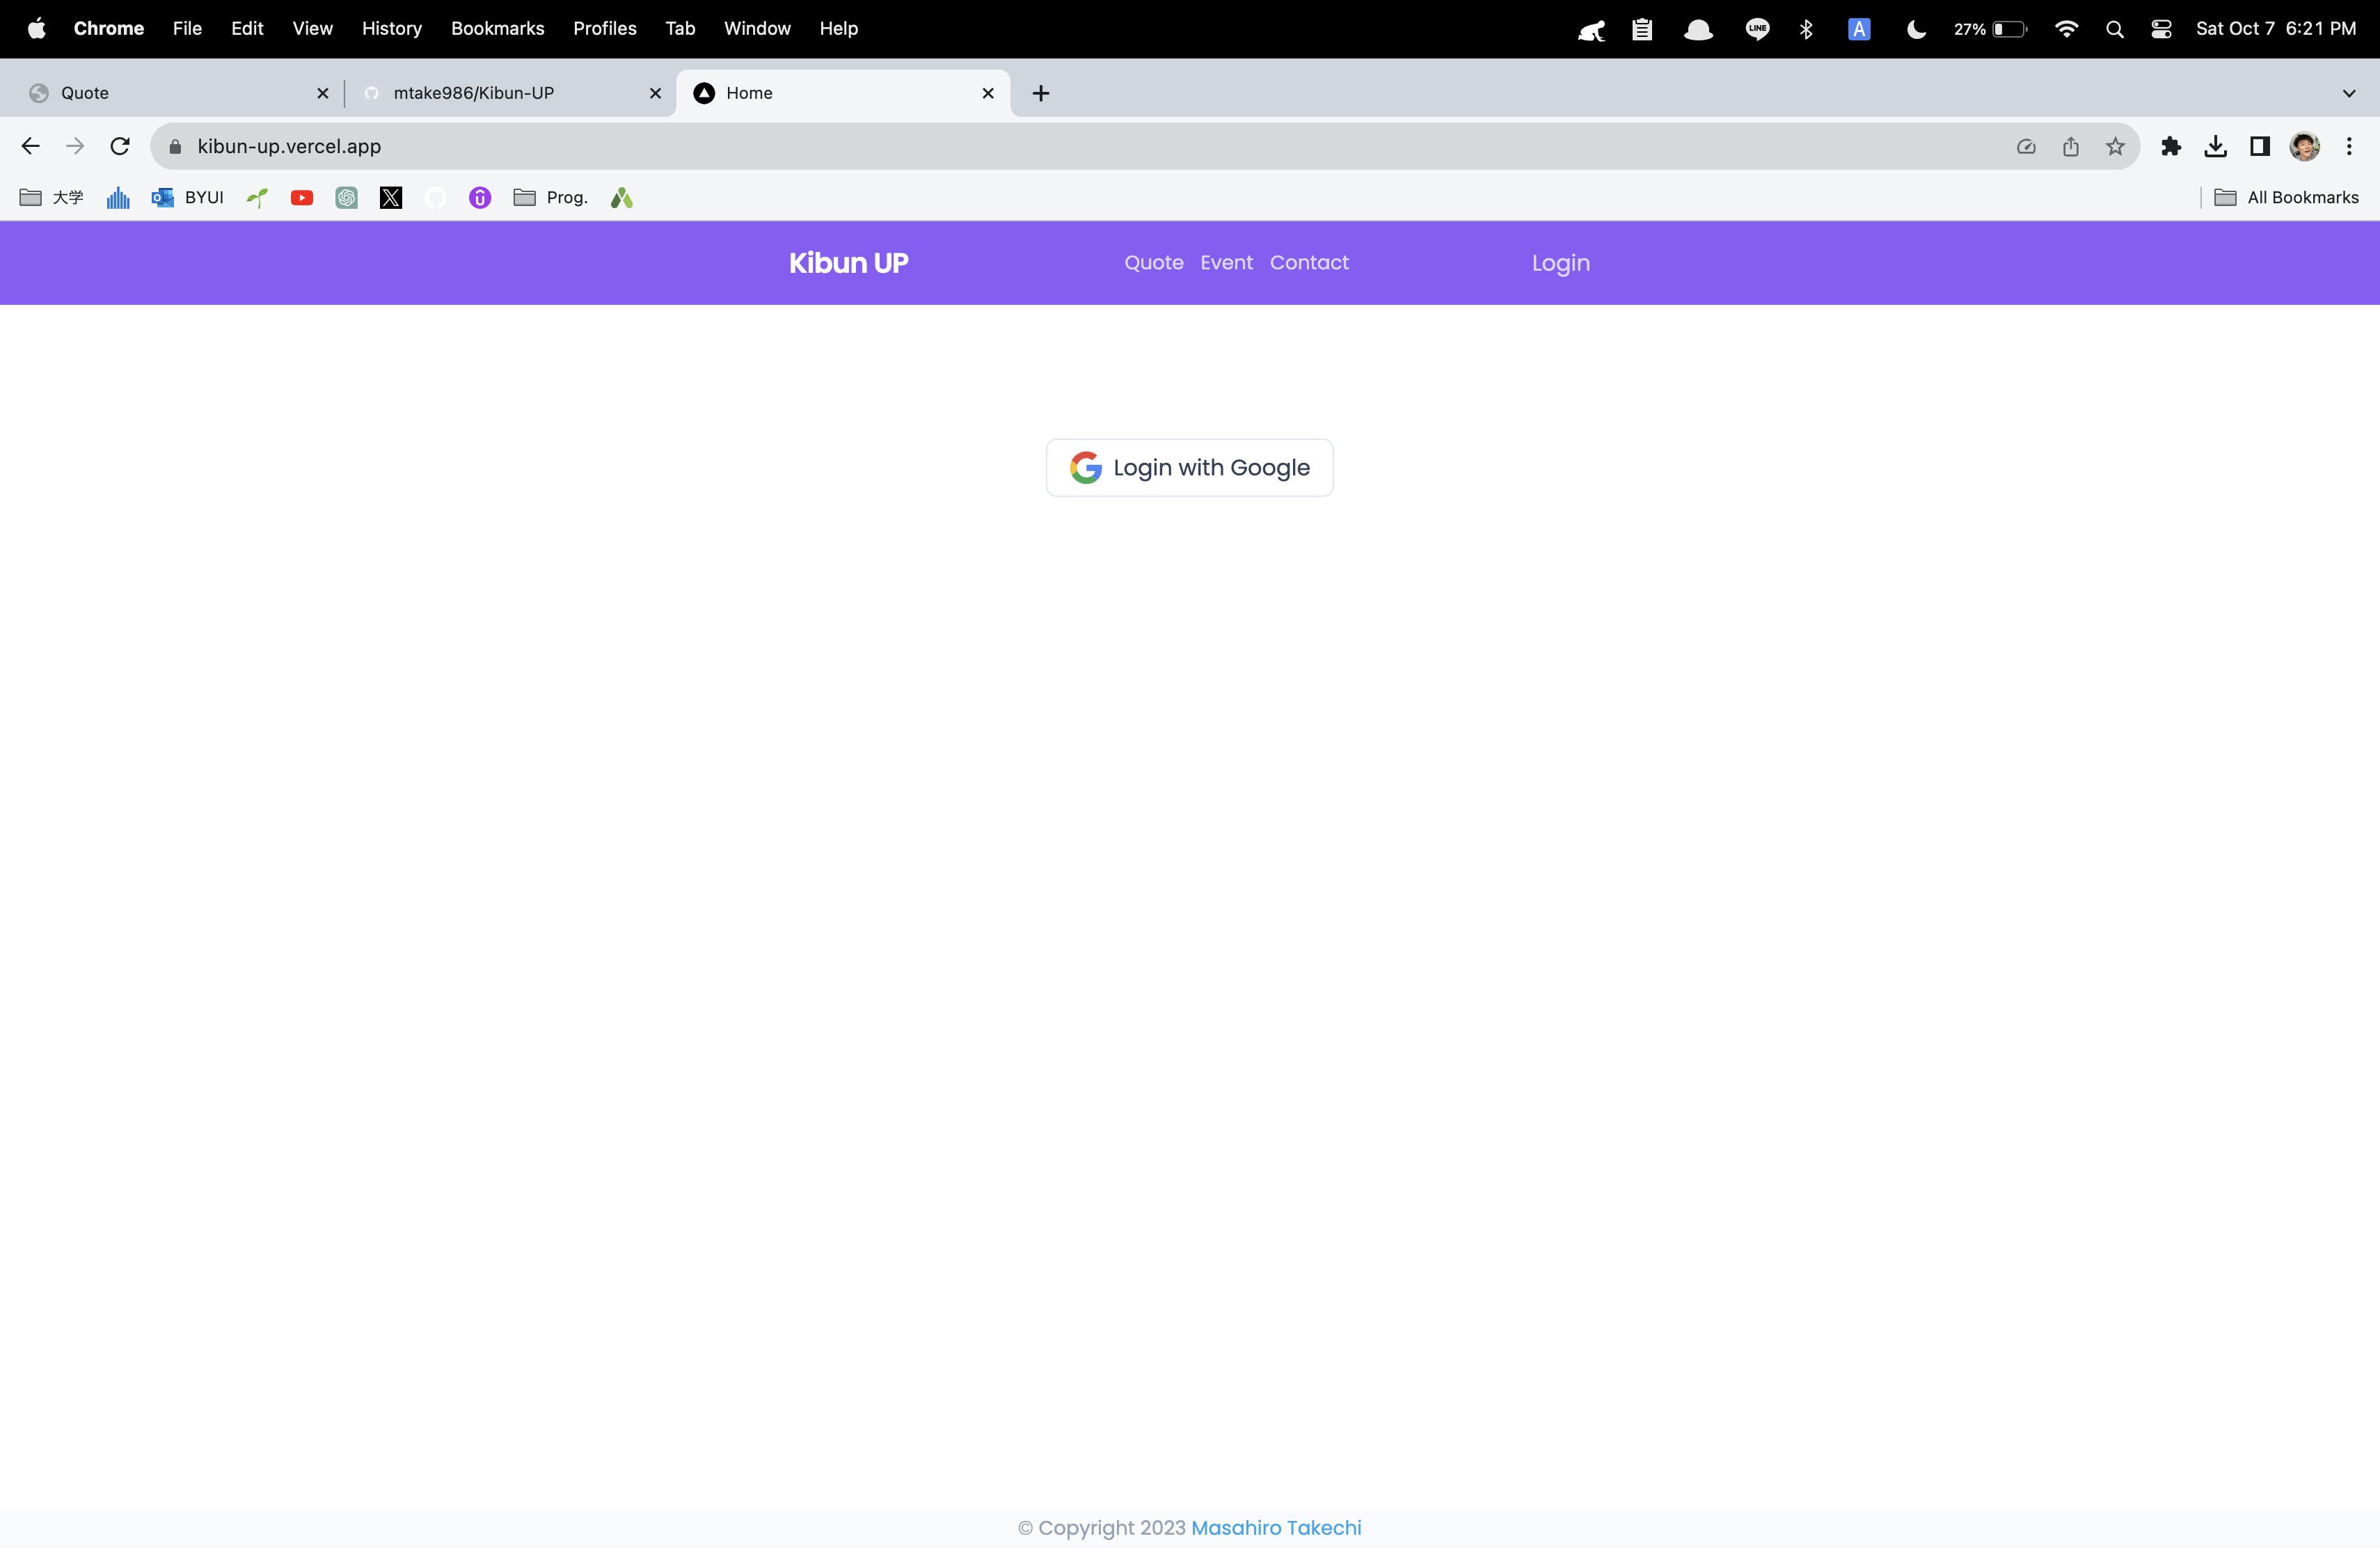 Chrome File Edit View History Bookmarks Profiles Tab Window Help LINE A 27% Sat Oct 7 6:21 PM
Quote mtake986/Kibun-UP Home
kibun-up.vercel.app
大学 BYUI Prog. All Bookmarks
Kibun UP Quote Event Contact Login
Login with Google
© Copyright 2023 Masahiro Takechi